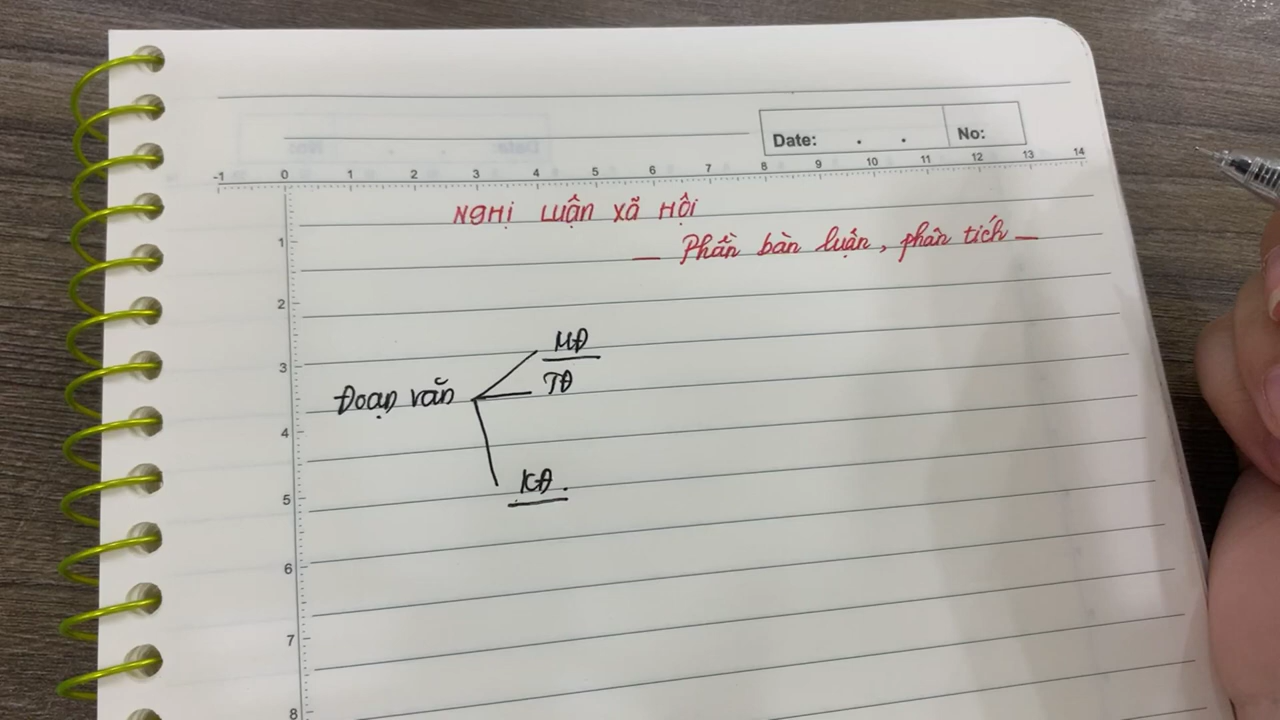 Date: . . No:
-1 0 1 2 3 4 5 6 7 8 9 10 11 12 13 14
NGHỊ LUẬN XÃ HỘI
— Phần bàn luận, phân tích —
1
2
3
4
5
6
7
8
MĐ
TĐ
Đoạn văn
KĐ.